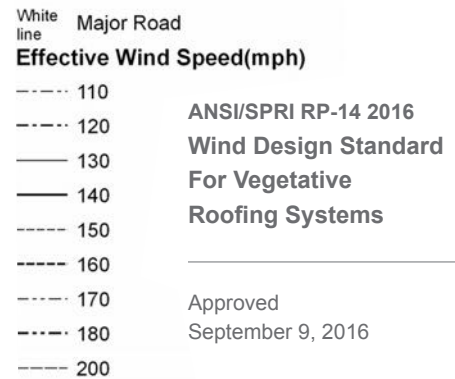 White
line
Major Road
Effective Wind Speed(mph)
110
120
130
140
150
160
170
180
200
ANSI/SPRI RP-14 2016
Wind Design Standard
For Vegetative
Roofing Systems
Approved
September 9, 2016